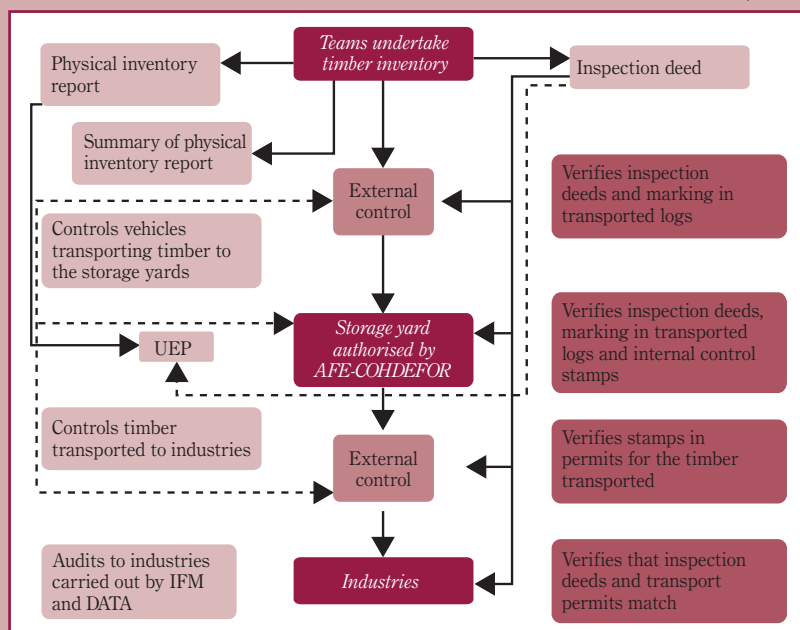 Teams undertake
timber inventory
Physical inventory
report
Inspection deed
Summary of physical
inventory report
External
control
Verifies inspection
deeds and marking in
transported logs
Controls vehicles
transporting timber to
the storage yards
Storage yard
authorised by
AFE-COHDEFOR
Verifies inspection deeds,
marking in transported
logs and internal control
stamps
UEP
Controls timber
transported to industries
External
control
Verifies stamps in
permits for the timber
transported
Audits to industries
carried out by IFM
and DATA
Industries
Verifies that inspection
deeds and transport
permits match